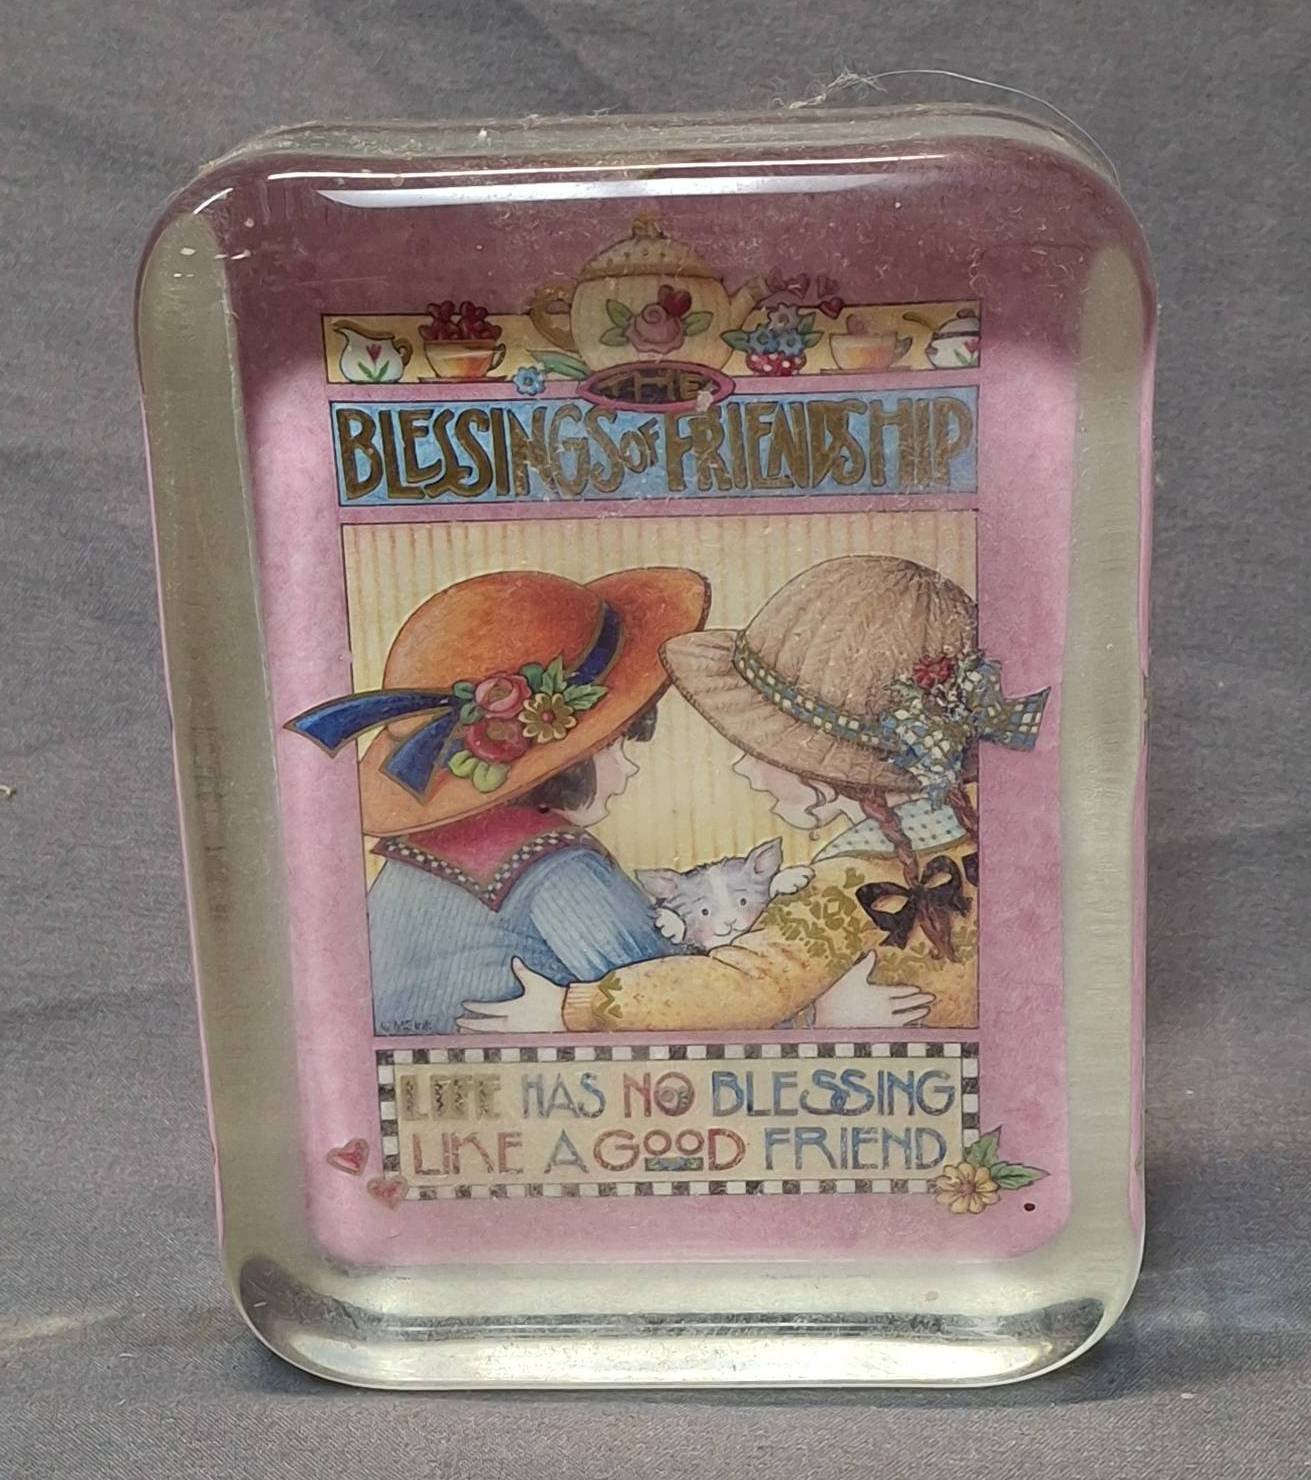 THE
BLESSINGS OF FRIENDSHIP
LIFE HAS NO BLESSING
LIKE A GOOD FRIEND